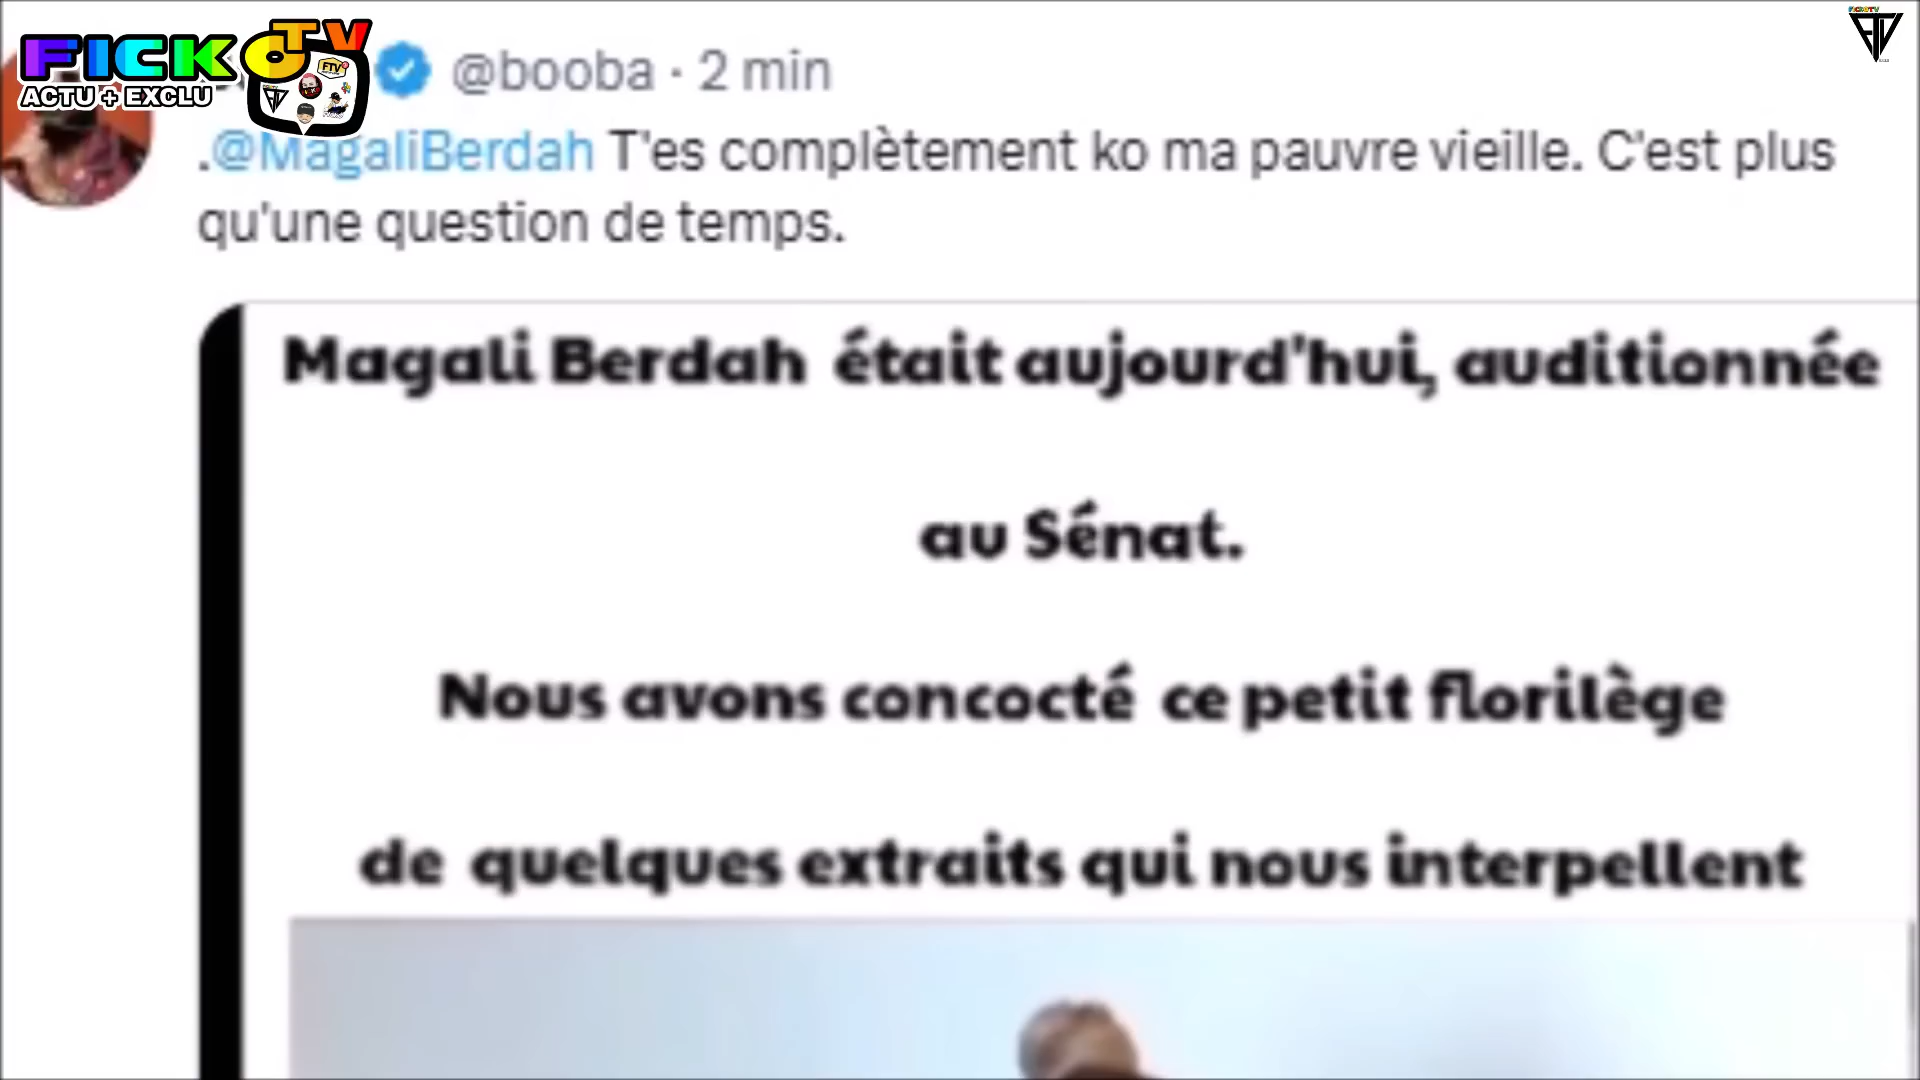 FICKOTV
ACTU + EXCLU
FTV
@booba · 2 min
.@MagaliBerdah T'es complètement ko ma pauvre vieille. C'est plus
qu'une question de temps.
Magali Berdah était aujourd'hui, auditionnée
au Sénat.
Nous avons concocté ce petit florilège
de quelques extraits qui nous interpellent